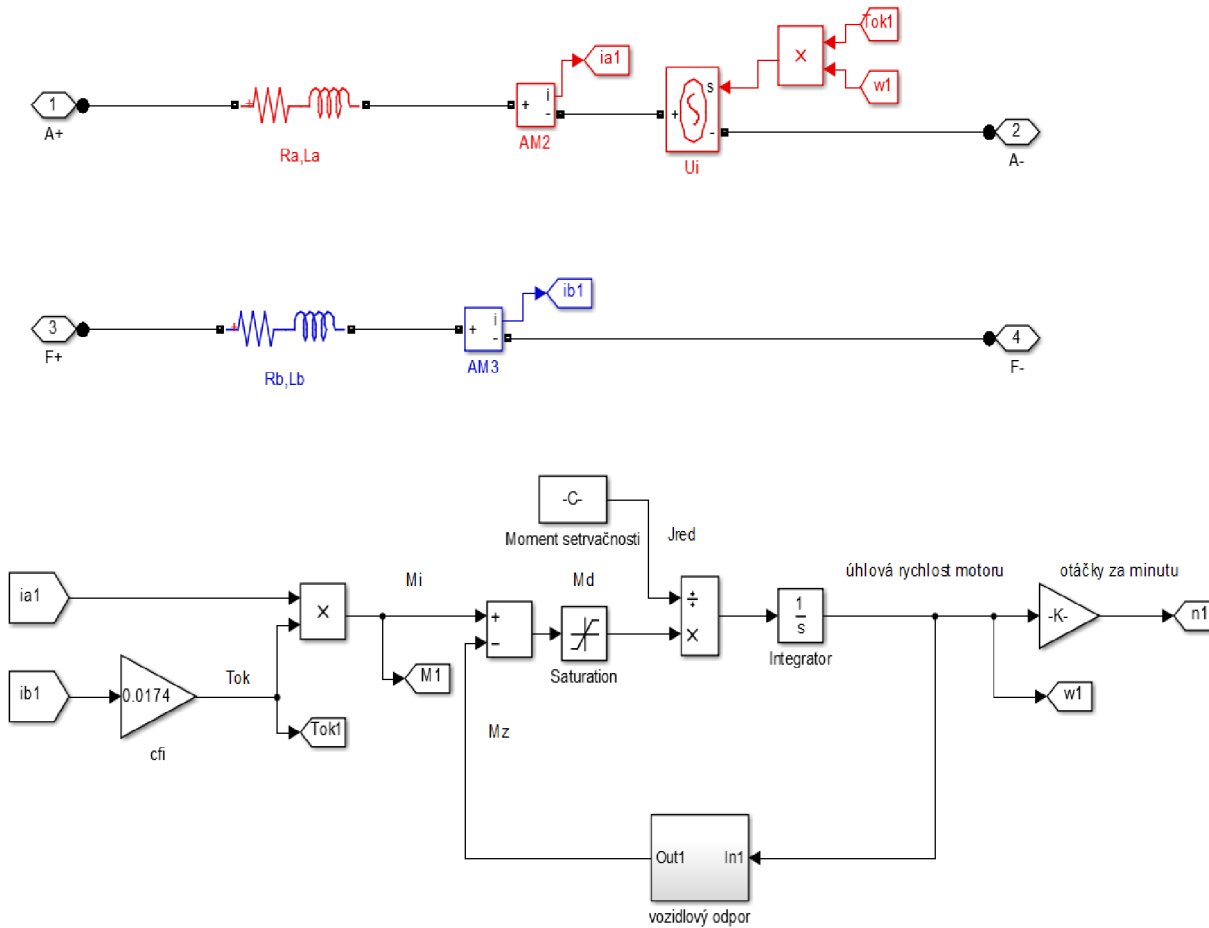 Tok1
ia1
X
w1
1
A+
+
Ra,La
+
i
-
AM2
+
s
-
Ui
2
A-
ib1
3
F+
+
Rb,Lb
+
i
-
AM3
4
F-
-C-
Moment setrvačnosti
Jred
úhlová rychlost motoru
otáčky za minutu
ia1
X
Mi
+
-
Md
Saturation
÷
X
1
s
Integrator
-K-
n1
ib1
0.0174
cfi
Tok
Tok1
M1
w1
Mz
Out1
In1
vozidlový odpor